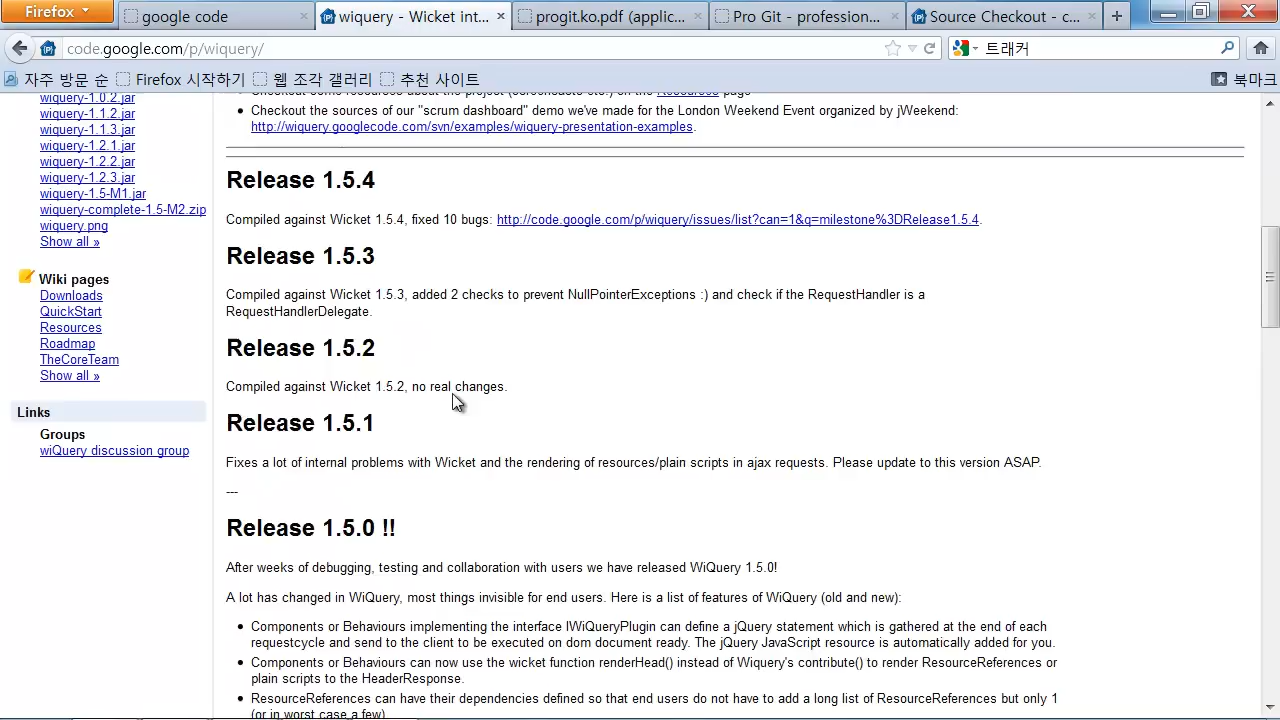 Firefox
google code
wiquery - Wicket int...
progit.ko.pdf (applic...
Pro Git - profession...
Source Checkout - c...
code.google.com/p/wiquery/
트래커
자주 방문 순
Firefox 시작하기
웹 조각 갤러리
추천 사이트
북마크
wiquery-1.0.2.jar
wiquery-1.1.2.jar
wiquery-1.1.3.jar
wiquery-1.2.1.jar
wiquery-1.2.2.jar
wiquery-1.2.3.jar
wiquery-1.5-M1.jar
wiquery-complete-1.5-M2.zip
wiquery.png
Show all »
Wiki pages
Downloads
QuickStart
Resources
Roadmap
TheCoreTeam
Show all »
Links
Groups
wiQuery discussion group
Checkout the sources of our "scrum dashboard" demo we've made for the London Weekend Event organized by jWeekend:
http://wiquery.googlecode.com/svn/examples/wiquery-presentation-examples.
Release 1.5.4
Compiled against Wicket 1.5.4, fixed 10 bugs: http://code.google.com/p/wiquery/issues/list?can=1&q=milestone%3DRelease1.5.4.
Release 1.5.3
Compiled against Wicket 1.5.3, added 2 checks to prevent NullPointerExceptions :) and check if the RequestHandler is a
RequestHandlerDelegate.
Release 1.5.2
Compiled against Wicket 1.5.2, no real changes.
Release 1.5.1
Fixes a lot of internal problems with Wicket and the rendering of resources/plain scripts in ajax requests. Please update to this version ASAP.
---
Release 1.5.0 !!
After weeks of debugging, testing and collaboration with users we have released WiQuery 1.5.0!
A lot has changed in WiQuery, most things invisible for end users. Here is a list of features of WiQuery (old and new):
Components or Behaviours implementing the interface IWiQueryPlugin can define a jQuery statement which is gathered at the end of each
requestcycle and send to the client to be executed on dom document ready. The jQuery JavaScript resource is automatically added for you.
Components or Behaviours can now use the wicket function renderHead() instead of Wiquery's contribute() to render ResourceReferences or
plain scripts to the HeaderResponse.
ResourceReferences can have their dependencies defined so that end users do not have to add a long list of ResourceReferences but only 1
(or in worst case a few).